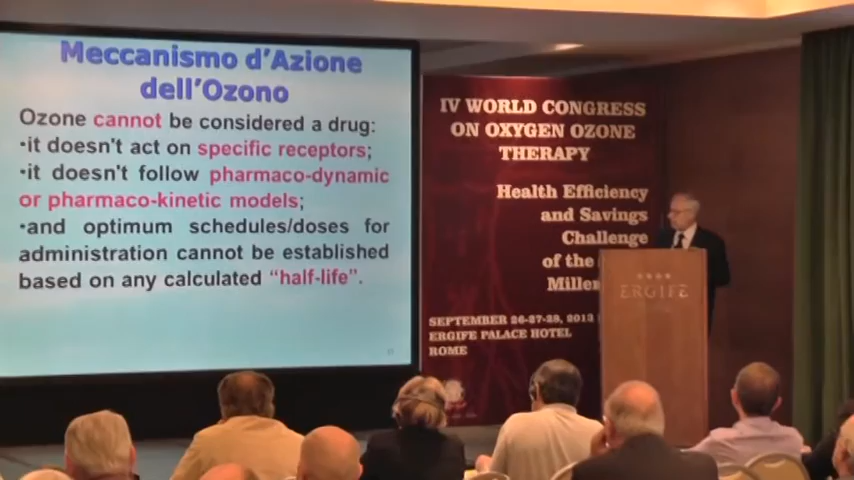 Meccanismo d'Azione
dell'Ozono
Ozone cannot be considered a drug:
•it doesn't act on specific receptors;
•it doesn't follow pharmaco-dynamic
or pharmaco-kinetic models;
•and optimum schedules/doses for
administration cannot be established
based on any calculated "half-life".
IV WORLD CONGRESS
ON OXYGEN OZONE
THERAPY
Health Efficiency
and Savings
Challenge
of the
Millen
SEPTEMBER 26-27-28, 2013
ERGIFE PALACE HOTEL
ROME
ERGIFE